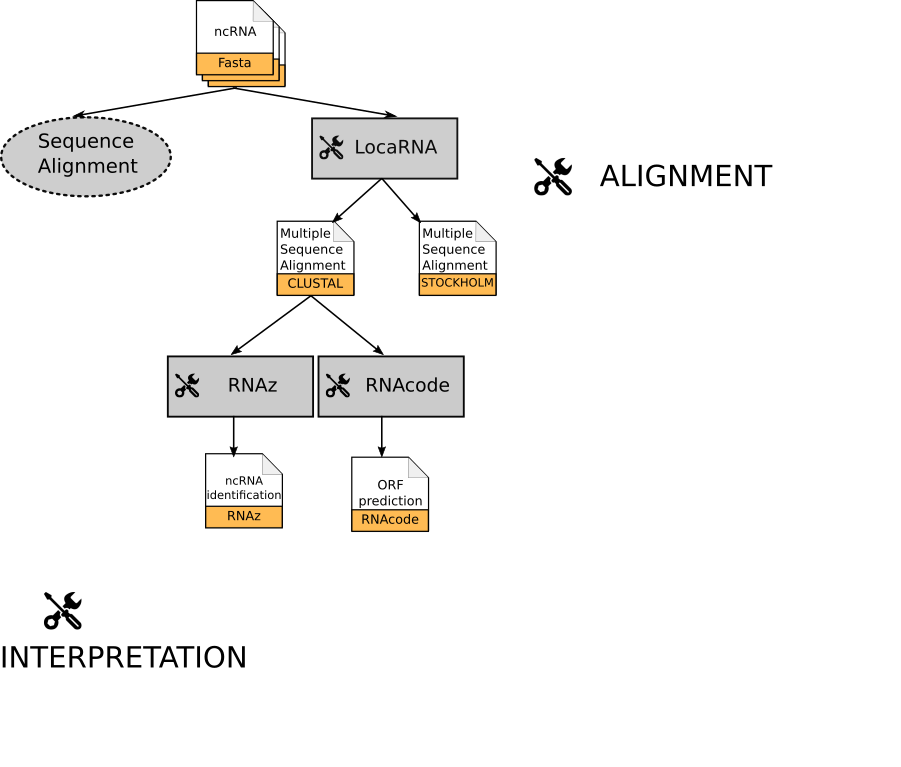 ncRNA
Fasta
Sequence
Alignment
LocaRNA
ALIGNMENT
Multiple
Sequence
Alignment
CLUSTAL
Multiple
Sequence
Alignment
STOCKHOLM
RNAz
RNAcode
ncRNA
identification
RNAz
ORF
prediction
RNAcode
INTERPRETATION